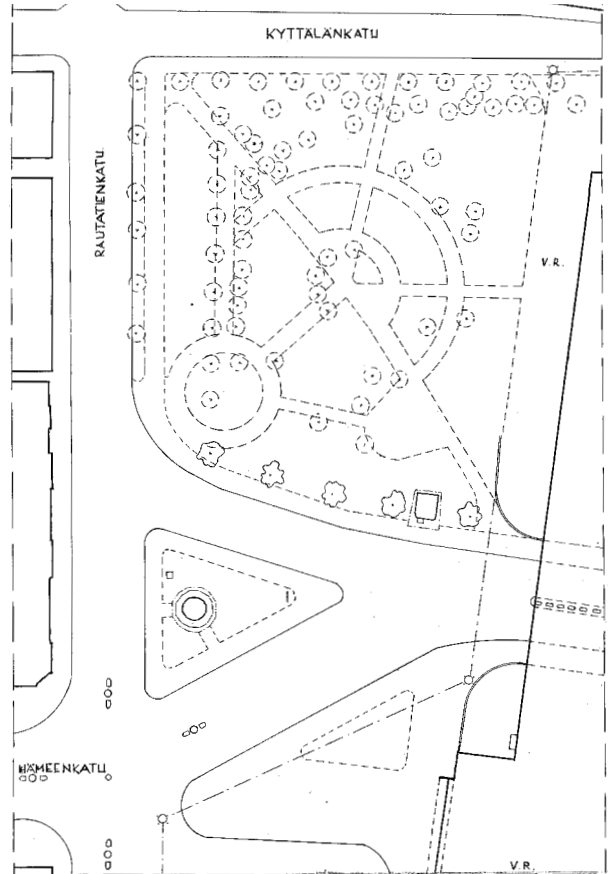 KYTTÄLÄNKATU
RAUTATIENKATU
V.R.
HÄMEENKATU
V.R.